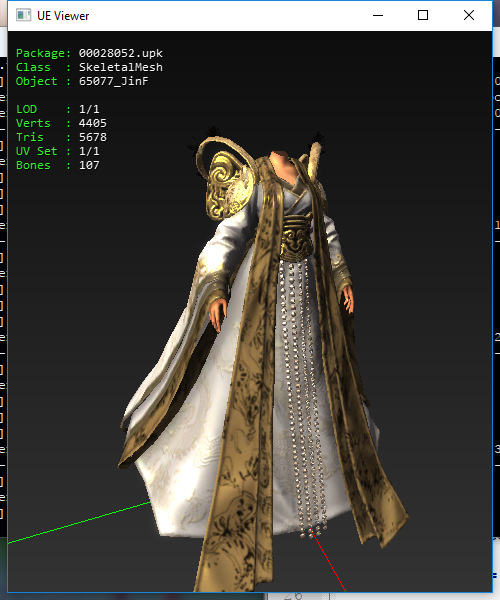 UE Viewer
Package: 00028052.upk
Class  : SkeletalMesh
Object : 65077_JinF
LOD    : 1/1
Verts  : 4405
Tris   : 5678
UV Set : 1/1
Bones  : 107
26